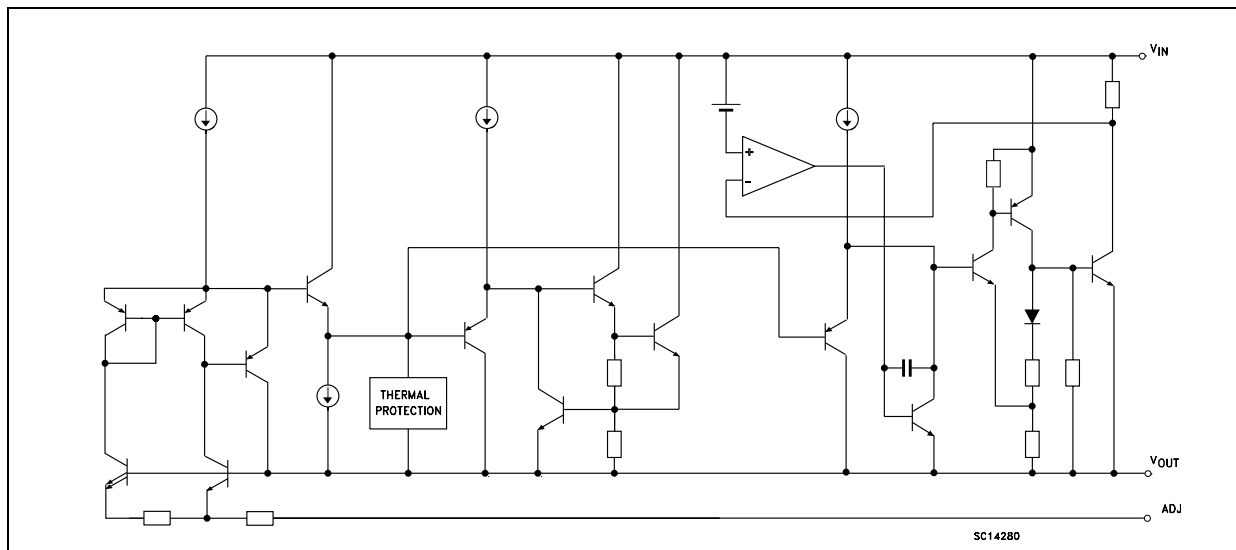 VIN
+
-
THERMAL
PROTECTION
VOUT
ADJ
SC14280